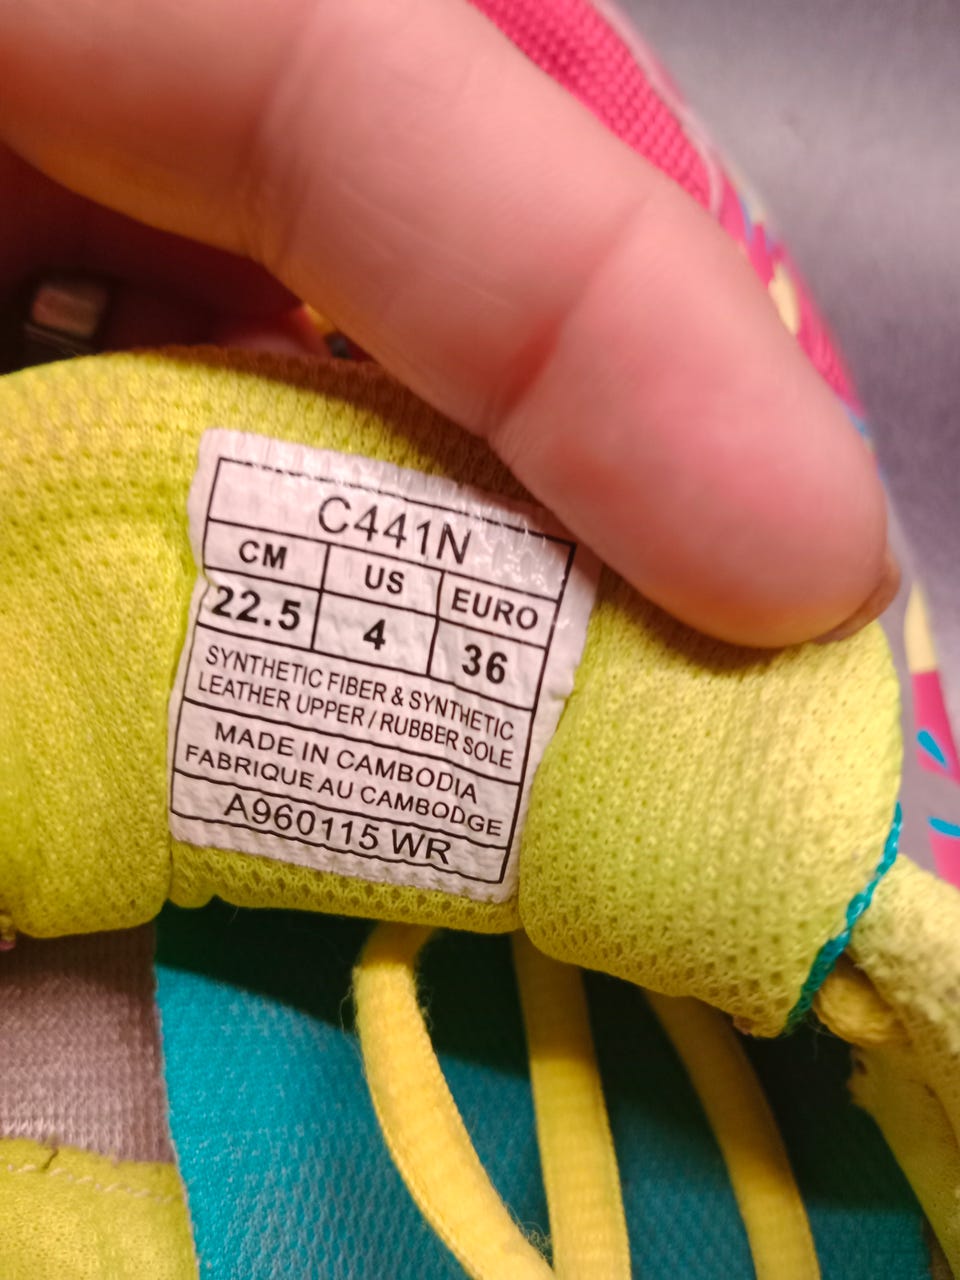 C441N
CM US EURO
22.5 4 36
SYNTHETIC FIBER & SYNTHETIC
LEATHER UPPER / RUBBER SOLE
MADE IN CAMBODIA
FABRIQUE AU CAMBODGE
A960115 WR